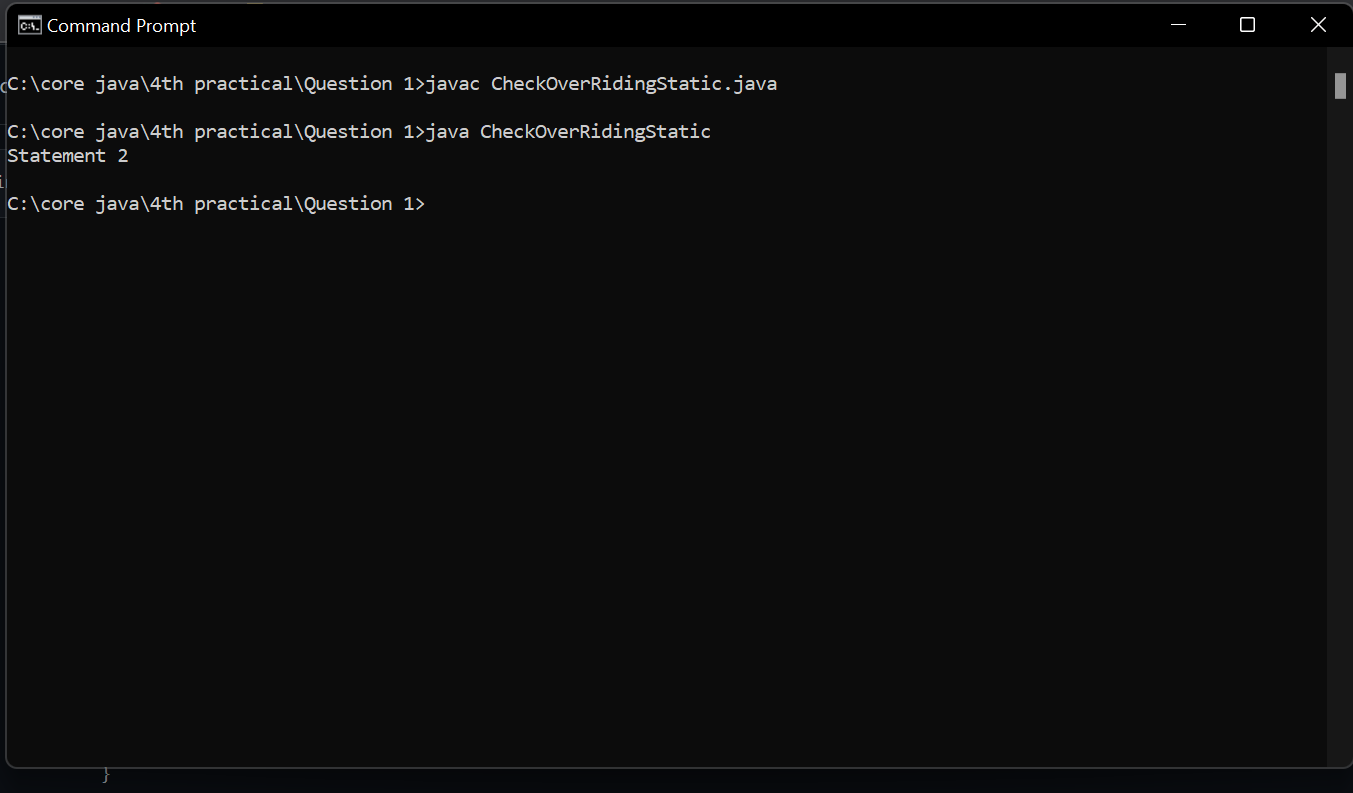 Command Prompt
C:\core java\4th practical\Question 1>javac CheckOverRidingStatic.java
C:\core java\4th practical\Question 1>java CheckOverRidingStatic
Statement 2
C:\core java\4th practical\Question 1>
}